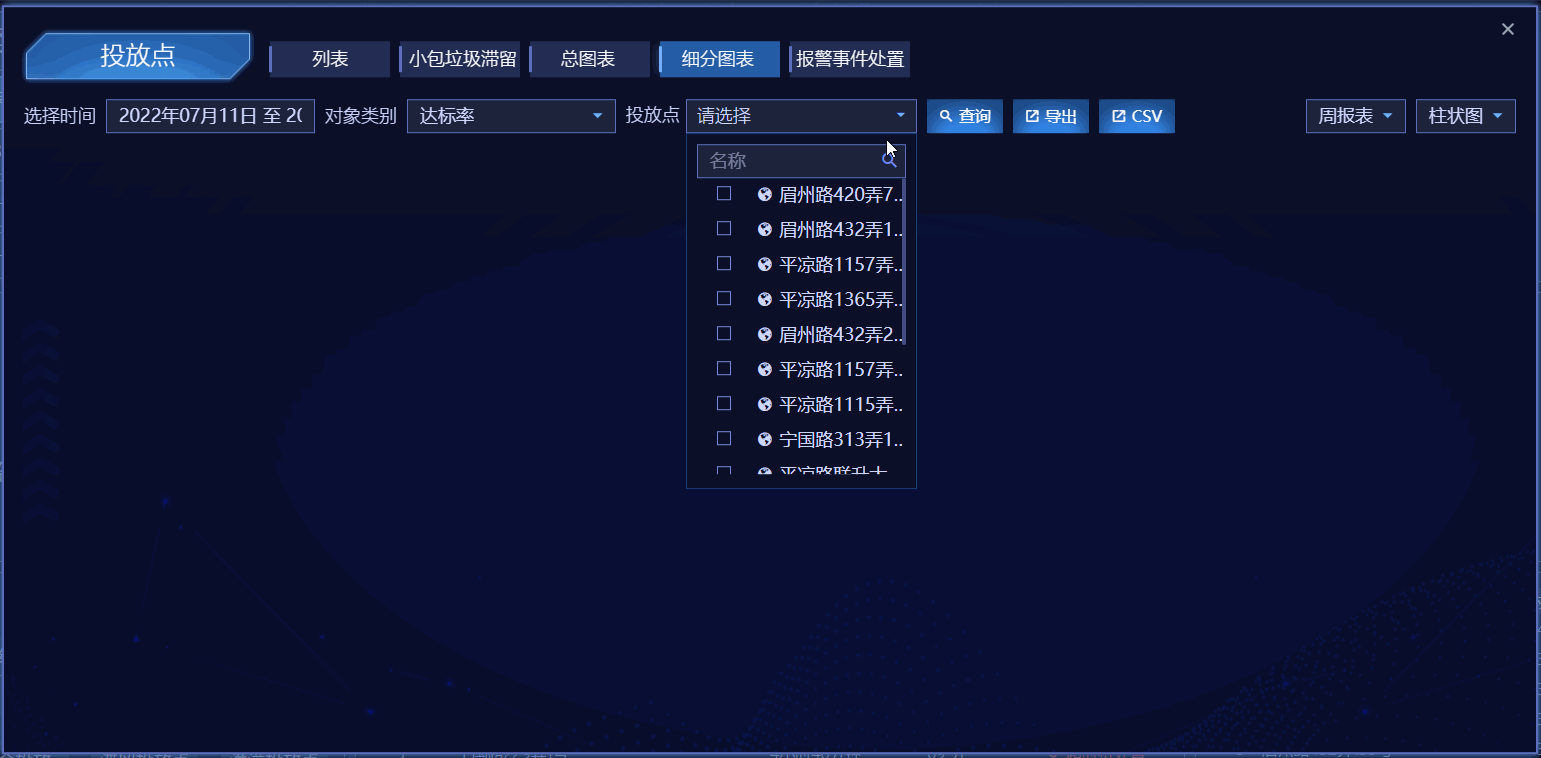 投放点
列表
小包垃圾滞留
总图表
细分图表
报警事件处置
选择时间
2022年07月11日 至 20
对象类别
达标率
投放点
请选择
查询
导出
CSV
周报表
柱状图
名称
眉州路420弄7..
眉州路432弄1..
平凉路1157弄..
平凉路1365弄..
眉州路432弄2..
平凉路1157弄..
平凉路1115弄..
宁国路313弄1..